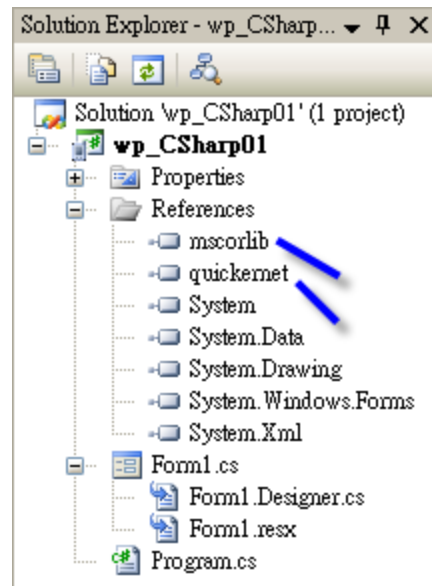 Solution Explorer - wp_CSharp...
Solution 'wp_CSharp01' (1 project)
wp_CSharp01
Properties
References
mscorlib
quickernet
System
System.Data
System.Drawing
System.Windows.Forms
System.Xml
Form1.cs
Form1.Designer.cs
Form1.resx
Program.cs